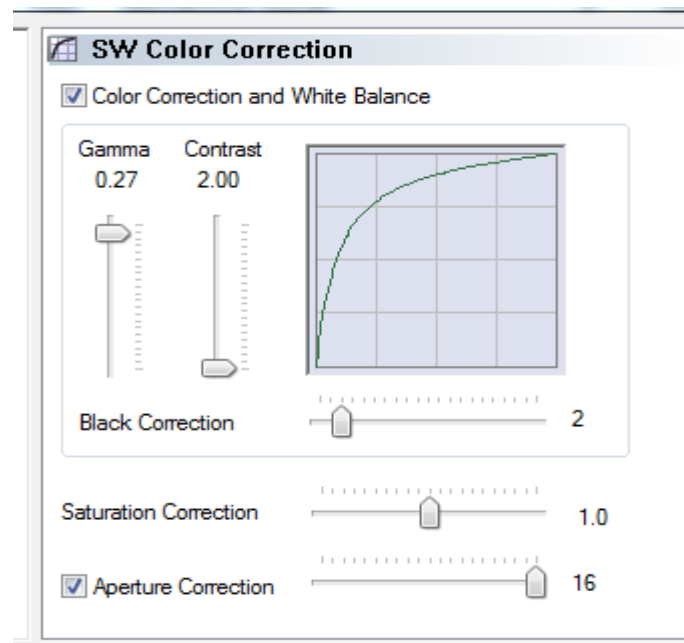 SW Color Correction
Color Correction and White Balance
Gamma Contrast
0.27 2.00
Black Correction 2
Saturation Correction 1.0
Aperture Correction 16